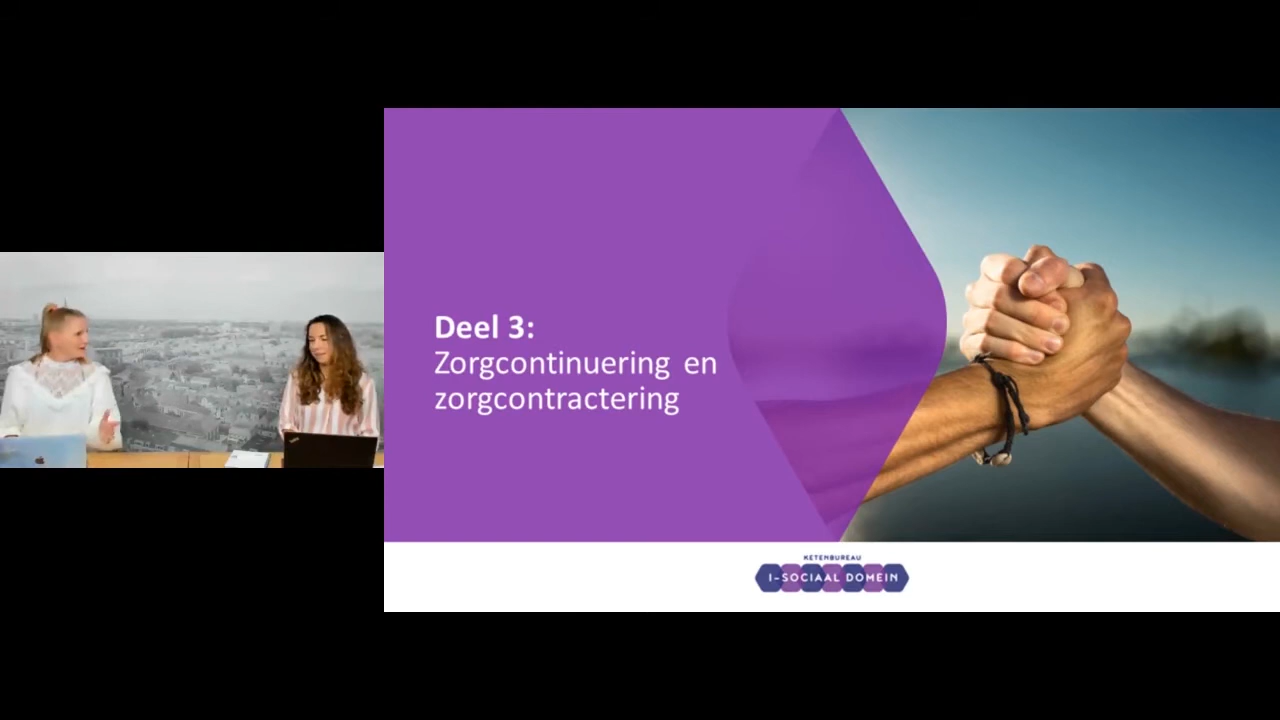 Deel 3:
Zorgcontinuering en
zorgcontractering
KETENBUREAU
I-SOCIAAL DOMEIN